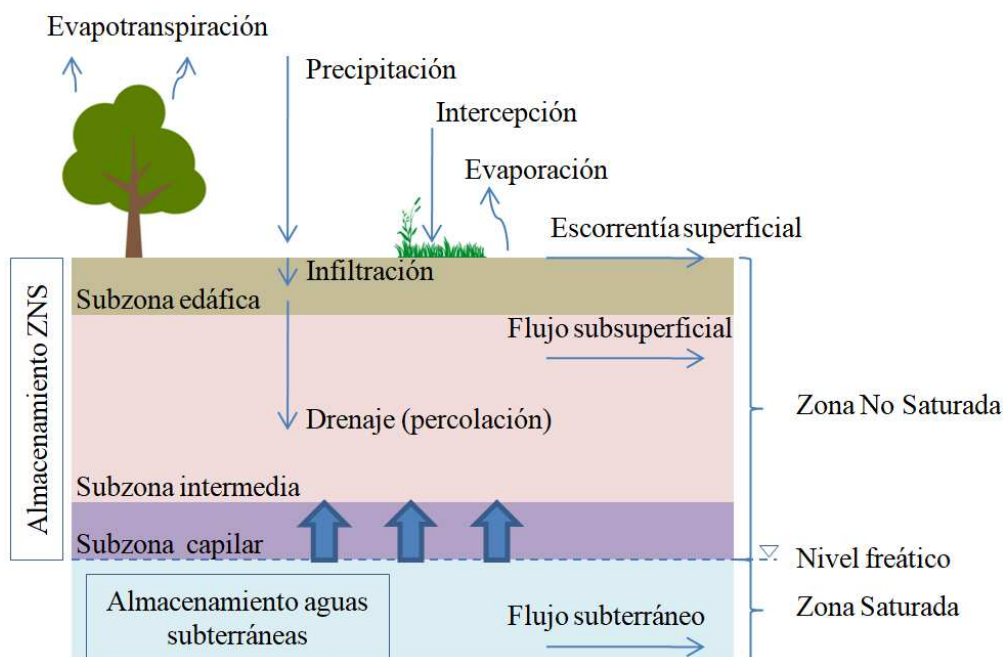 Evapotranspiración
Precipitación
Intercepción
Evaporación
Escorrentía superficial
Infiltración
Subzona edáfica
Flujo subsuperficial
Almacenamiento ZNS
Zona No Saturada
Drenaje (percolación)
Subzona intermedia
Subzona capilar
Nivel freático
Almacenamiento aguas
subterráneas
Flujo subterráneo
Zona Saturada